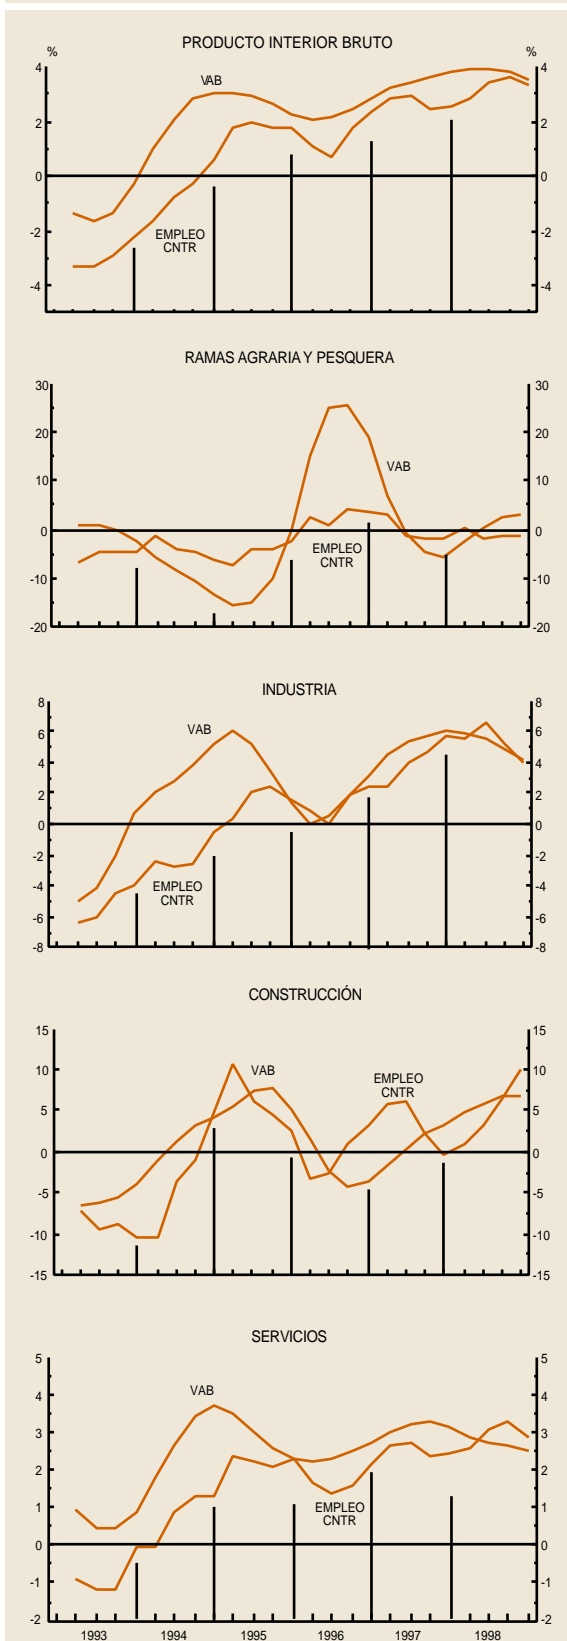 PRODUCTO INTERIOR BRUTO
% %
4 4
VAB
2 2
0 0
EMPLEO
CNTR
-2 -2
-4 -4
RAMAS AGRARIA Y PESQUERA
30 30
20 20
VAB
10 10
0 0
EMPLEO
CNTR
-10 -10
-20 -20
INDUSTRIA
8 8
VAB
6 6
4 4
2 2
0 0
-2 -2
EMPLEO
CNTR
-4 -4
-6 -6
-8 -8
CONSTRUCCIÓN
15 15
10 10
VAB
EMPLEO
CNTR
5 5
0 0
-5 -5
-10 -10
-15 -15
SERVICIOS
5 5
VAB
4 4
3 3
2 2
1 1
EMPLEO
CNTR
0 0
-1 -1
-2 -2
1993 1994 1995 1996 1997 1998